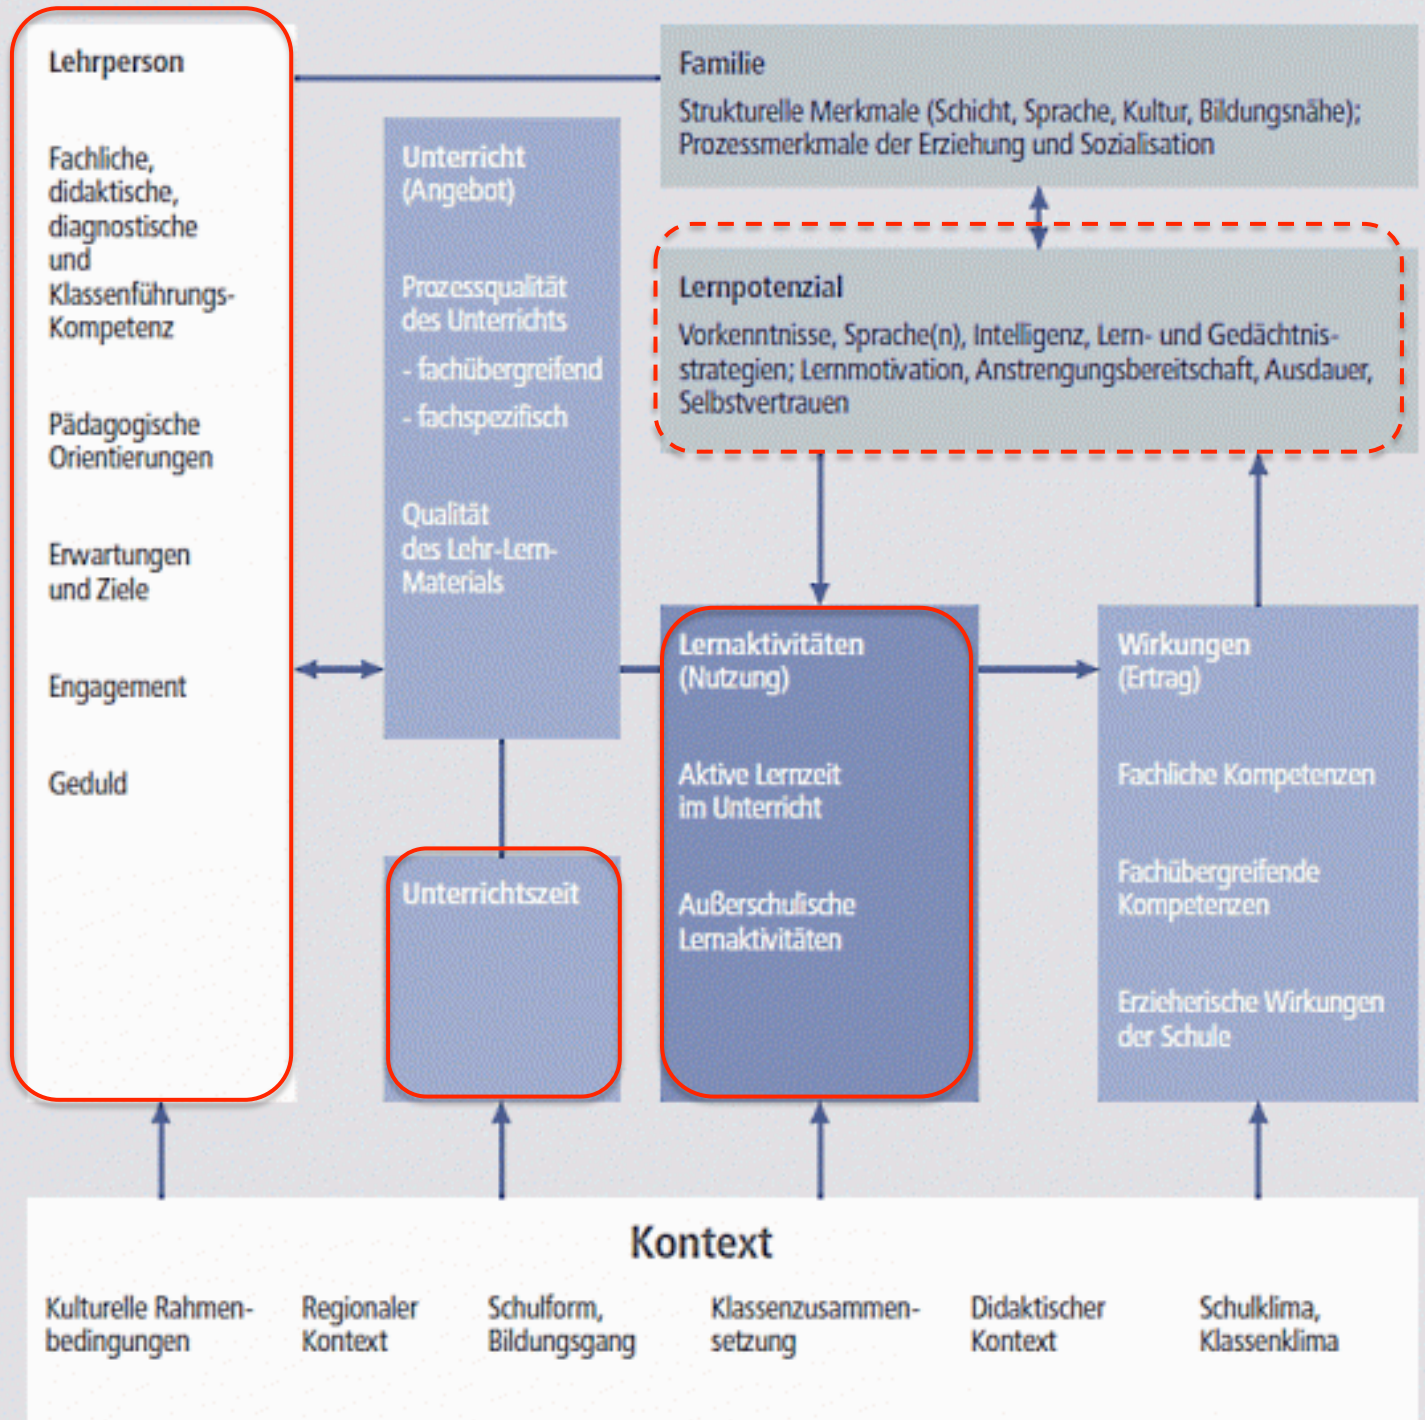 Lehrperson
Fachliche,
didaktische,
diagnostische
und
Klassenführungs-
Kompetenz
Pädagogische
Orientierungen
Erwartungen
und Ziele
Engagement
Geduld
Unterricht
(Angebot)
Prozessqualität
des Unterrichts
- fachübergreifend
- fachspezifisch
Qualität
des Lehr-Lern-
Materials
Unterrichtszeit
Familie
Strukturelle Merkmale (Schicht, Sprache, Kultur, Bildungsnähe);
Prozessmerkmale der Erziehung und Sozialisation
Lernpotenzial
Vorkenntnisse, Sprache(n), Intelligenz, Lern- und Gedächtnis-
strategien; Lernmotivation, Anstrengungsbereitschaft, Ausdauer,
Selbstvertrauen
Lernaktivitäten
(Nutzung)
Aktive Lernzeit
im Unterricht
Außerschulische
Lernaktivitäten
Wirkungen
(Ertrag)
Fachliche Kompetenzen
Fachübergreifende
Kompetenzen
Erzieherische Wirkungen
der Schule
Kontext
Kulturelle Rahmen-
bedingungen
Regionaler
Kontext
Schulform,
Bildungsgang
Klassenzusammen-
setzung
Didaktischer
Kontext
Schulklima,
Klassenklima